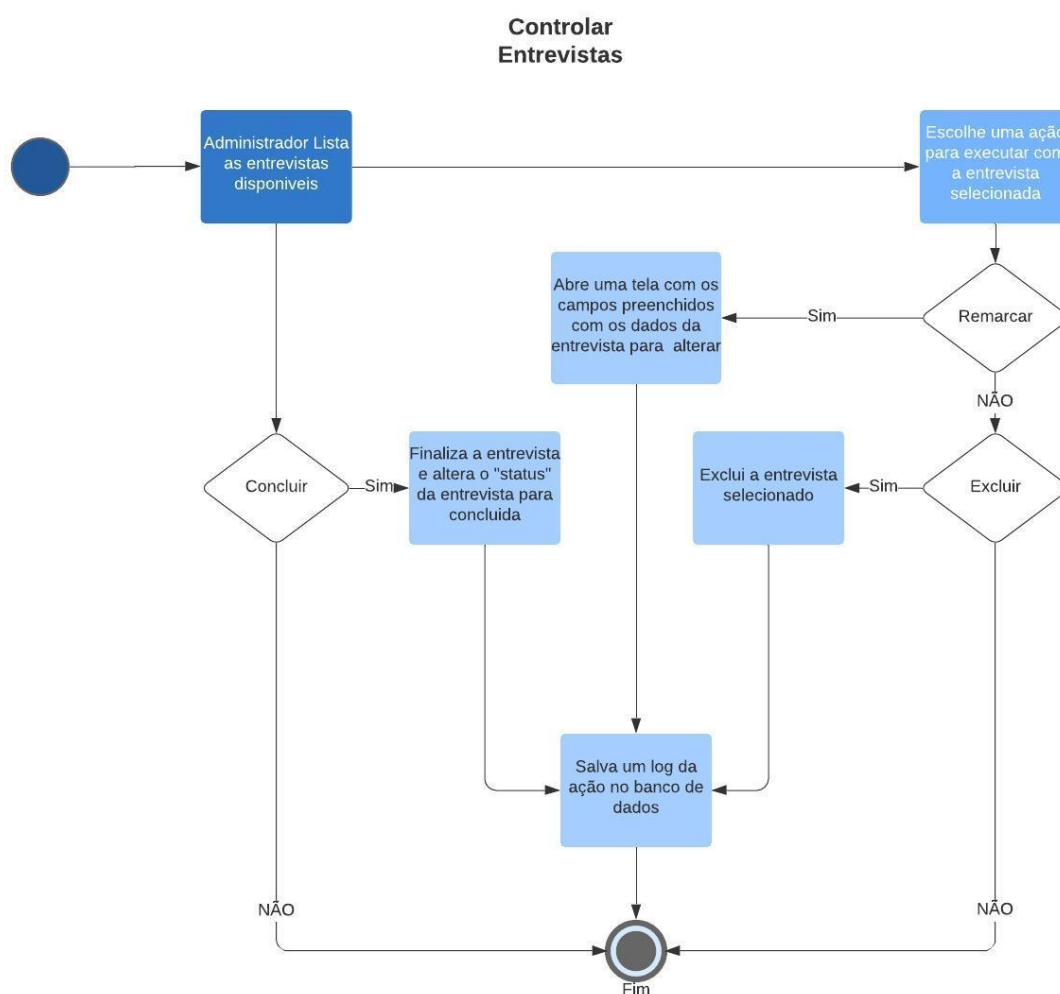 Controlar
Entrevistas
Administrador Lista
as entrevistas
disponiveis
Escolhe uma ação
para executar com
a entrevista
selecionada
Abre uma tela com os
campos preenchidos
com os dados da
entrevista para alterar
Sim
Remarcar
NÃO
Concluir
Sim
Finaliza a entrevista
e altera o "status"
da entrevista para
concluida
Exclui a entrevista
selecionado
Sim
Excluir
Salva um log da
ação no banco de
dados
NÃO
NÃO
Fim